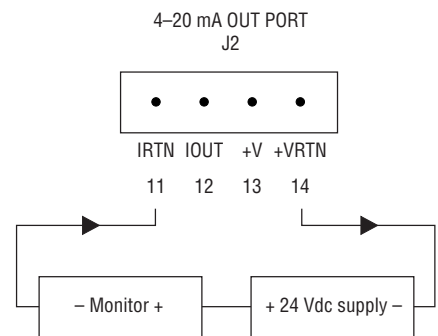 4–20 mA OUT PORT
J2
IRTN IOUT +V +VRTN
11 12 13 14
– Monitor + + 24 Vdc supply –